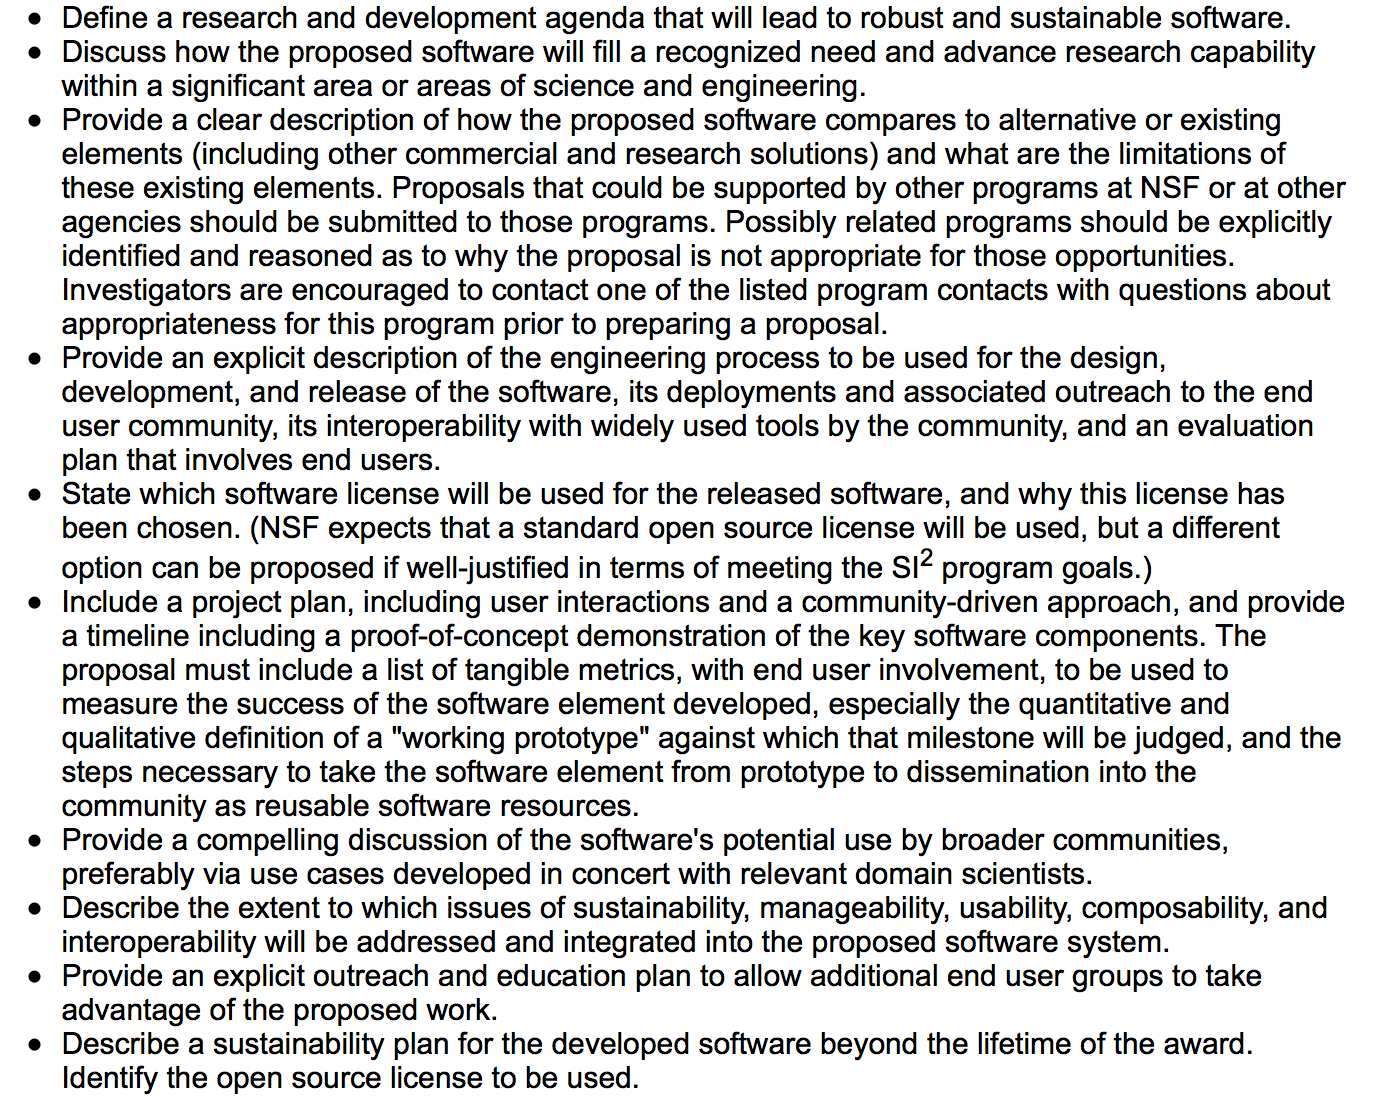 • Define a research and development agenda that will lead to robust and sustainable software.
• Discuss how the proposed software will fill a recognized need and advance research capability
within a significant area or areas of science and engineering.
• Provide a clear description of how the proposed software compares to alternative or existing
elements (including other commercial and research solutions) and what are the limitations of
these existing elements. Proposals that could be supported by other programs at NSF or at other
agencies should be submitted to those programs. Possibly related programs should be explicitly
identified and reasoned as to why the proposal is not appropriate for those opportunities.
Investigators are encouraged to contact one of the listed program contacts with questions about
appropriateness for this program prior to preparing a proposal.
• Provide an explicit description of the engineering process to be used for the design,
development, and release of the software, its deployments and associated outreach to the end
user community, its interoperability with widely used tools by the community, and an evaluation
plan that involves end users.
• State which software license will be used for the released software, and why this license has
been chosen. (NSF expects that a standard open source license will be used, but a different
option can be proposed if well-justified in terms of meeting the SI² program goals.)
• Include a project plan, including user interactions and a community-driven approach, and provide
a timeline including a proof-of-concept demonstration of the key software components. The
proposal must include a list of tangible metrics, with end user involvement, to be used to
measure the success of the software element developed, especially the quantitative and
qualitative definition of a "working prototype" against which that milestone will be judged, and the
steps necessary to take the software element from prototype to dissemination into the
community as reusable software resources.
• Provide a compelling discussion of the software's potential use by broader communities,
preferably via use cases developed in concert with relevant domain scientists.
• Describe the extent to which issues of sustainability, manageability, usability, composability, and
interoperability will be addressed and integrated into the proposed software system.
• Provide an explicit outreach and education plan to allow additional end user groups to take
advantage of the proposed work.
• Describe a sustainability plan for the developed software beyond the lifetime of the award.
Identify the open source license to be used.